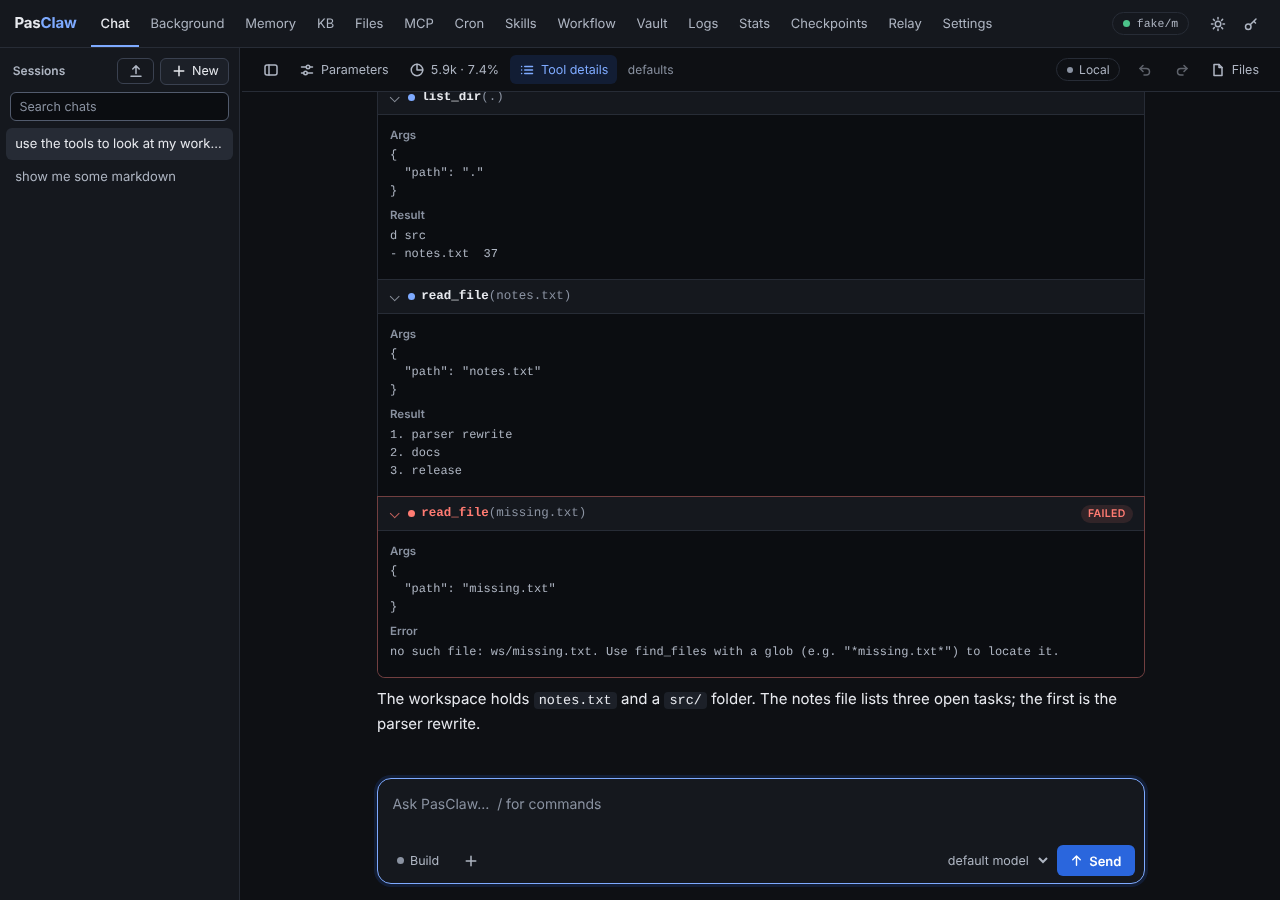 PasClaw Chat Background Memory KB Files MCP Cron Skills Workflow Vault Logs Stats Checkpoints Relay Settings fake/m
Sessions New
Search chats
use the tools to look at my work...
show me some markdown
Parameters 5.9k · 7.4% Tool details defaults Local Files
list_dir(.)
Args
{
"path": "."
}
Result
d src
- notes.txt 37
read_file(notes.txt)
Args
{
"path": "notes.txt"
}
Result
1. parser rewrite
2. docs
3. release
read_file(missing.txt) FAILED
Args
{
"path": "missing.txt"
}
Error
no such file: ws/missing.txt. Use find_files with a glob (e.g. "*missing.txt*") to locate it.
The workspace holds notes.txt and a src/ folder. The notes file lists three open tasks; the first is the
parser rewrite.
Ask PasClaw... / for commands
Build default model Send